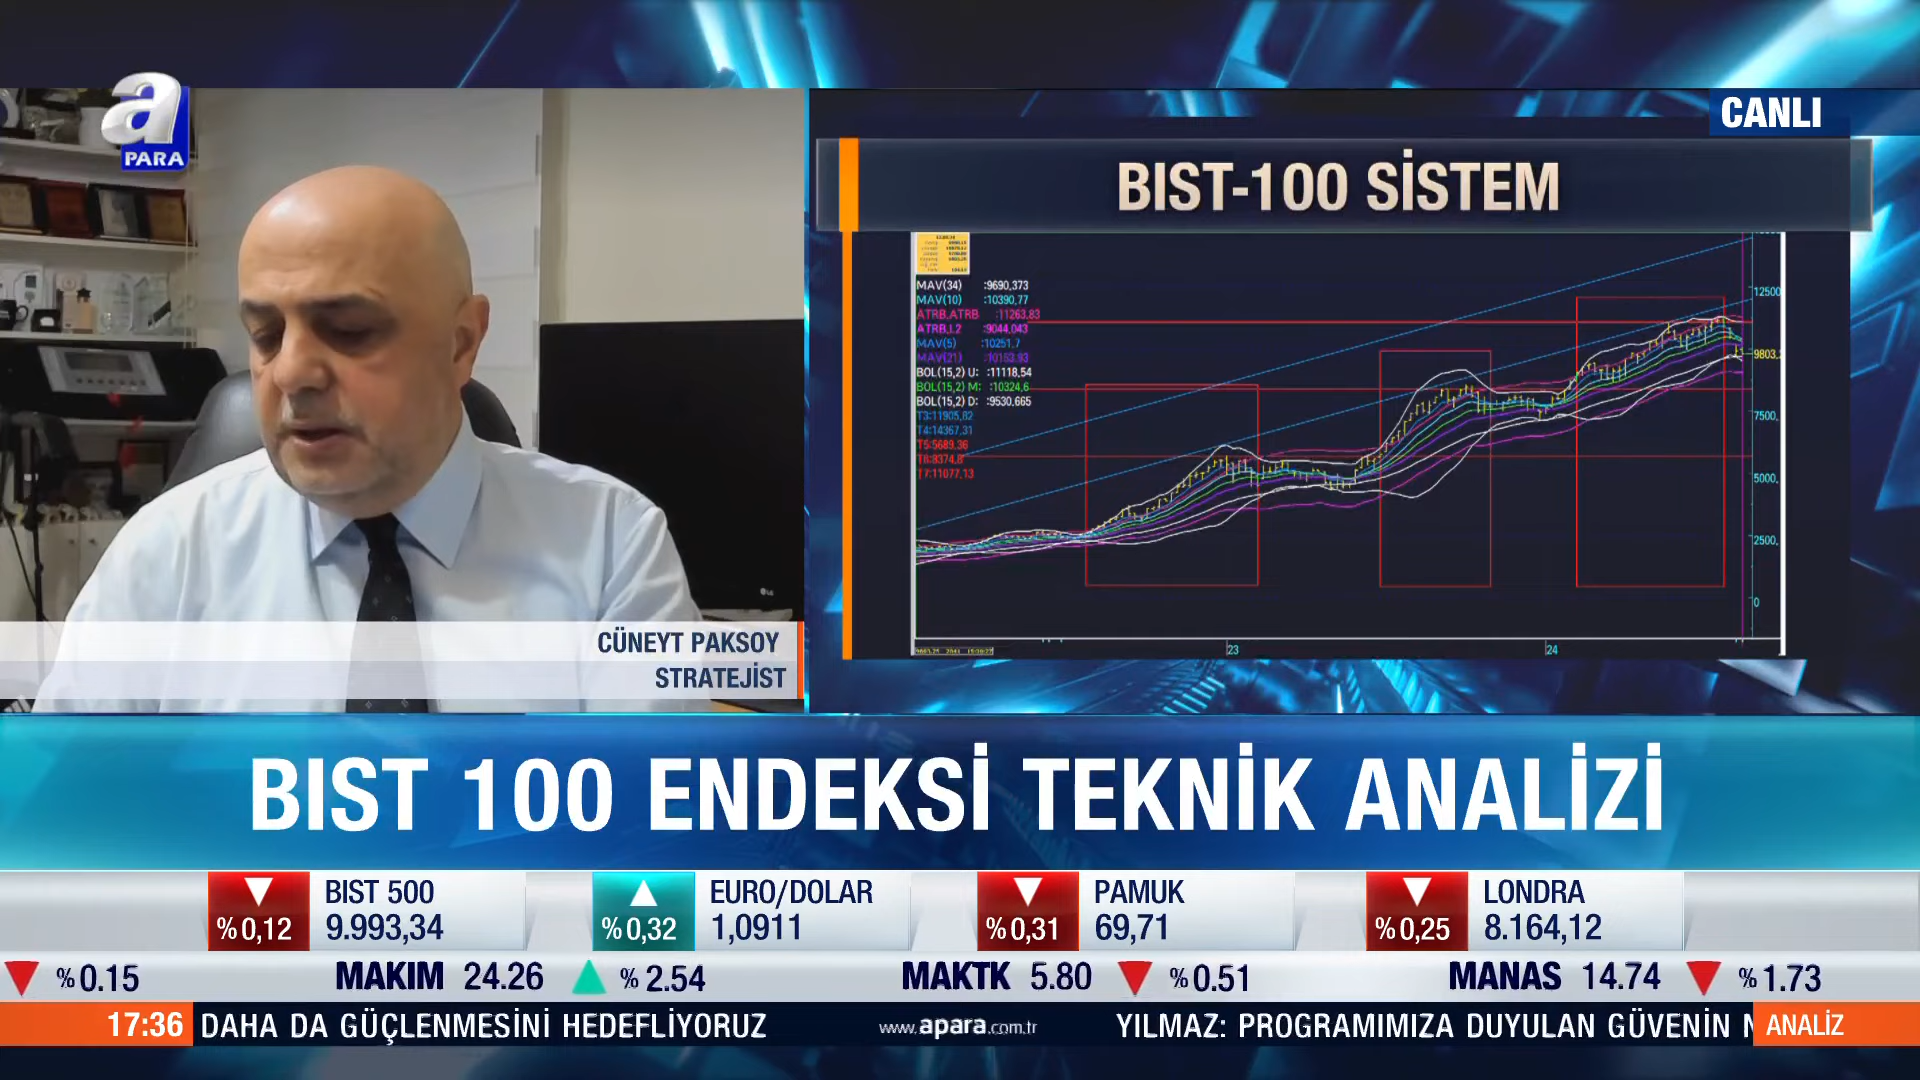 a
PARA
CANLI
BIST-100 SİSTEM
MAV(34) :9690,373
MAV(10) :10390,77
ATRB,ATRB :11263,83
ATRB,L2 :9044,043
MAV(5) :10251,7
MAV(21) :10153,93
BOL(15,2) U: :11118,54
BOL(15,2) M: :10324,6
BOL(15,2) D: :9530,665
T3:11905,82
T4:14367,31
T5:5689,36
T6:8374,8
T7:11077,13
12500
9803,
7500,
5000,
2500,
0
23
24
LG
CÜNEYT PAKSOY
STRATEJİST
BIST 100 ENDEKSİ TEKNİK ANALİZİ
%0,12 BIST 500 9.993,34
%0,32 EURO/DOLAR 1,0911
%0,31 PAMUK 69,71
%0,25 LONDRA 8.164,12
%0.15 MAKIM 24.26 %2.54 MAKTK 5.80 %0.51 MANAS 14.74 %1.73
17:36 DAHA DA GÜÇLENMESİNİ HEDEFLİYORUZ www.apara.com.tr YILMAZ: PROGRAMIMIZA DUYULAN GÜVENİN ANALİZ